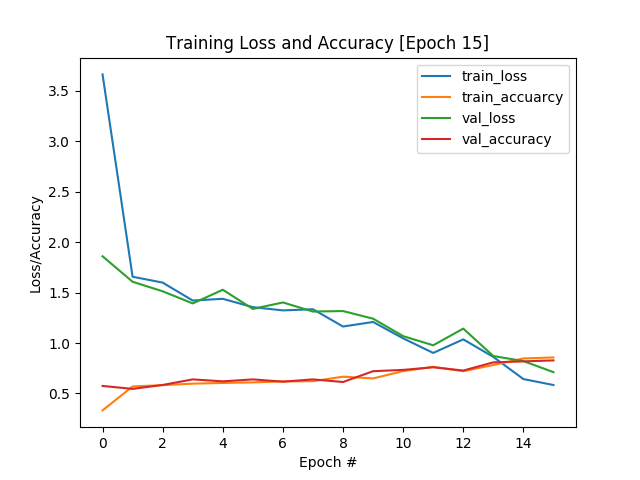 Training Loss and Accuracy [Epoch 15]
train_loss
train_accuarcy
val_loss
val_accuracy
3.5
3.0
2.5
2.0
1.5
1.0
0.5
Loss/Accuracy
0 2 4 6 8 10 12 14
Epoch #